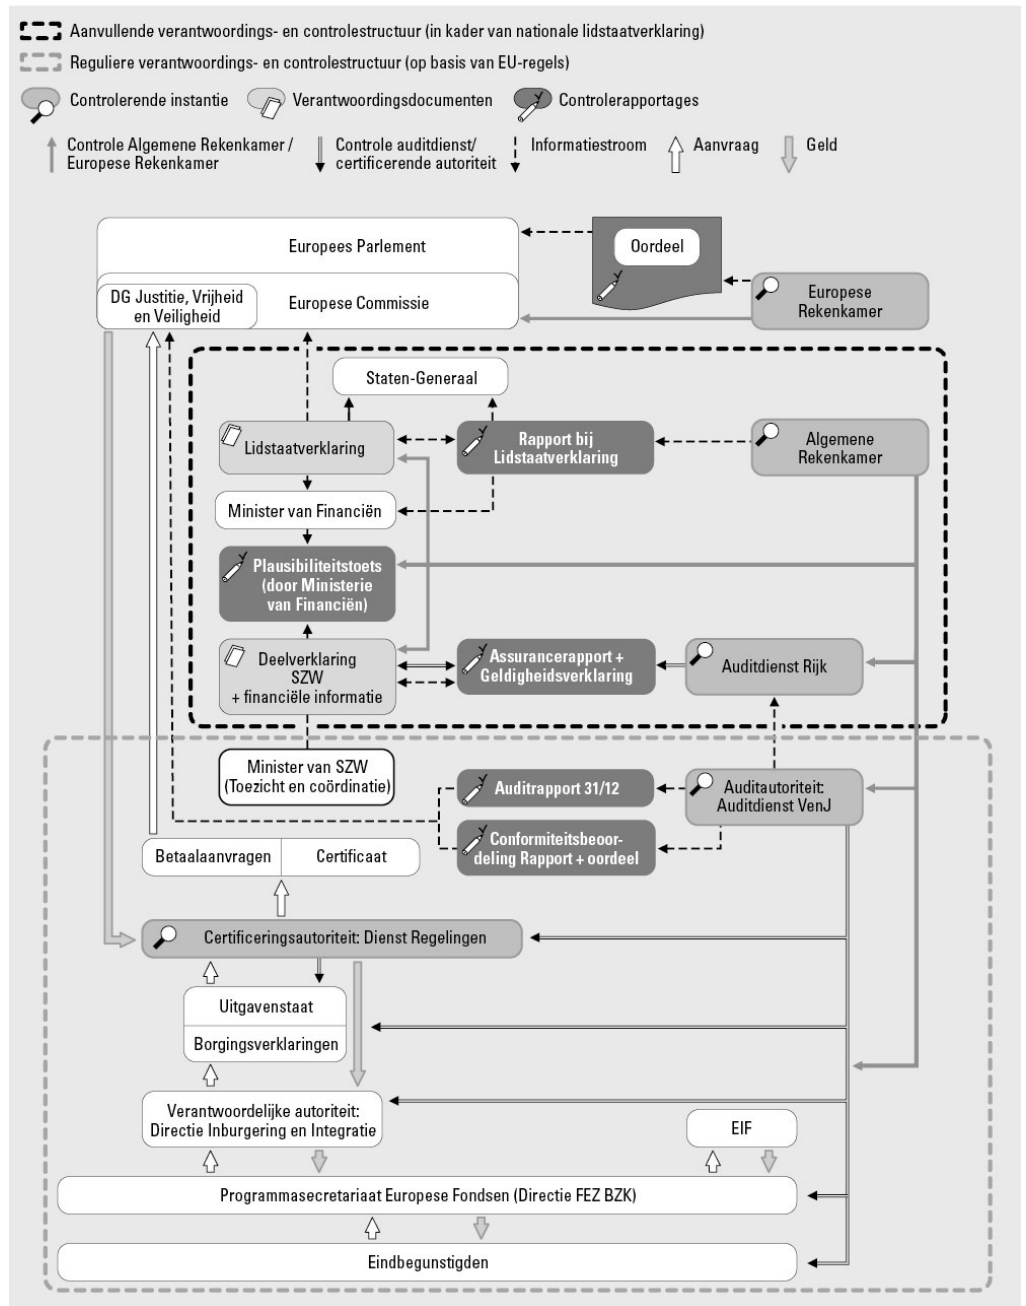 Aanvullende verantwoordings- en controlestructuur (in kader van nationale lidstaatverklaring)
Reguliere verantwoordings- en controlestructuur (op basis van EU-regels)
Controlerende instantie
Verantwoordingsdocumenten
Controlerapportages
Controle Algemene Rekenkamer /
Europese Rekenkamer
Controle auditdienst/
certificerende autoriteit
Informatiestroom
Aanvraag
Geld
Europees Parlement
Oordeel
DG Justitie, Vrijheid
en Veiligheid
Europese Commissie
Europese
Rekenkamer
Staten-Generaal
Lidstaatverklaring
Rapport bij
Lidstaatverklaring
Algemene
Rekenkamer
Minister van Financiën
Plausibiliteitstoets
(door Ministerie
van Financiën)
Deelverklaring
SZW
+ financiële informatie
Assurancerapport +
Geldigheidsverklaring
Auditdienst Rijk
Minister van SZW
(Toezicht en coördinatie)
Auditrapport 31/12
Auditautoriteit:
Auditdienst VenJ
Conformiteitsbeoor-
deling Rapport + oordeel
Betaalaanvragen
Certificaat
Certificeringsautoriteit: Dienst Regelingen
Uitgavenstaat
Borgingsverklaringen
Verantwoordelijke autoriteit:
Directie Inburgering en Integratie
EIF
Programmasecretariaat Europese Fondsen (Directie FEZ BZK)
Eindbegunstigden